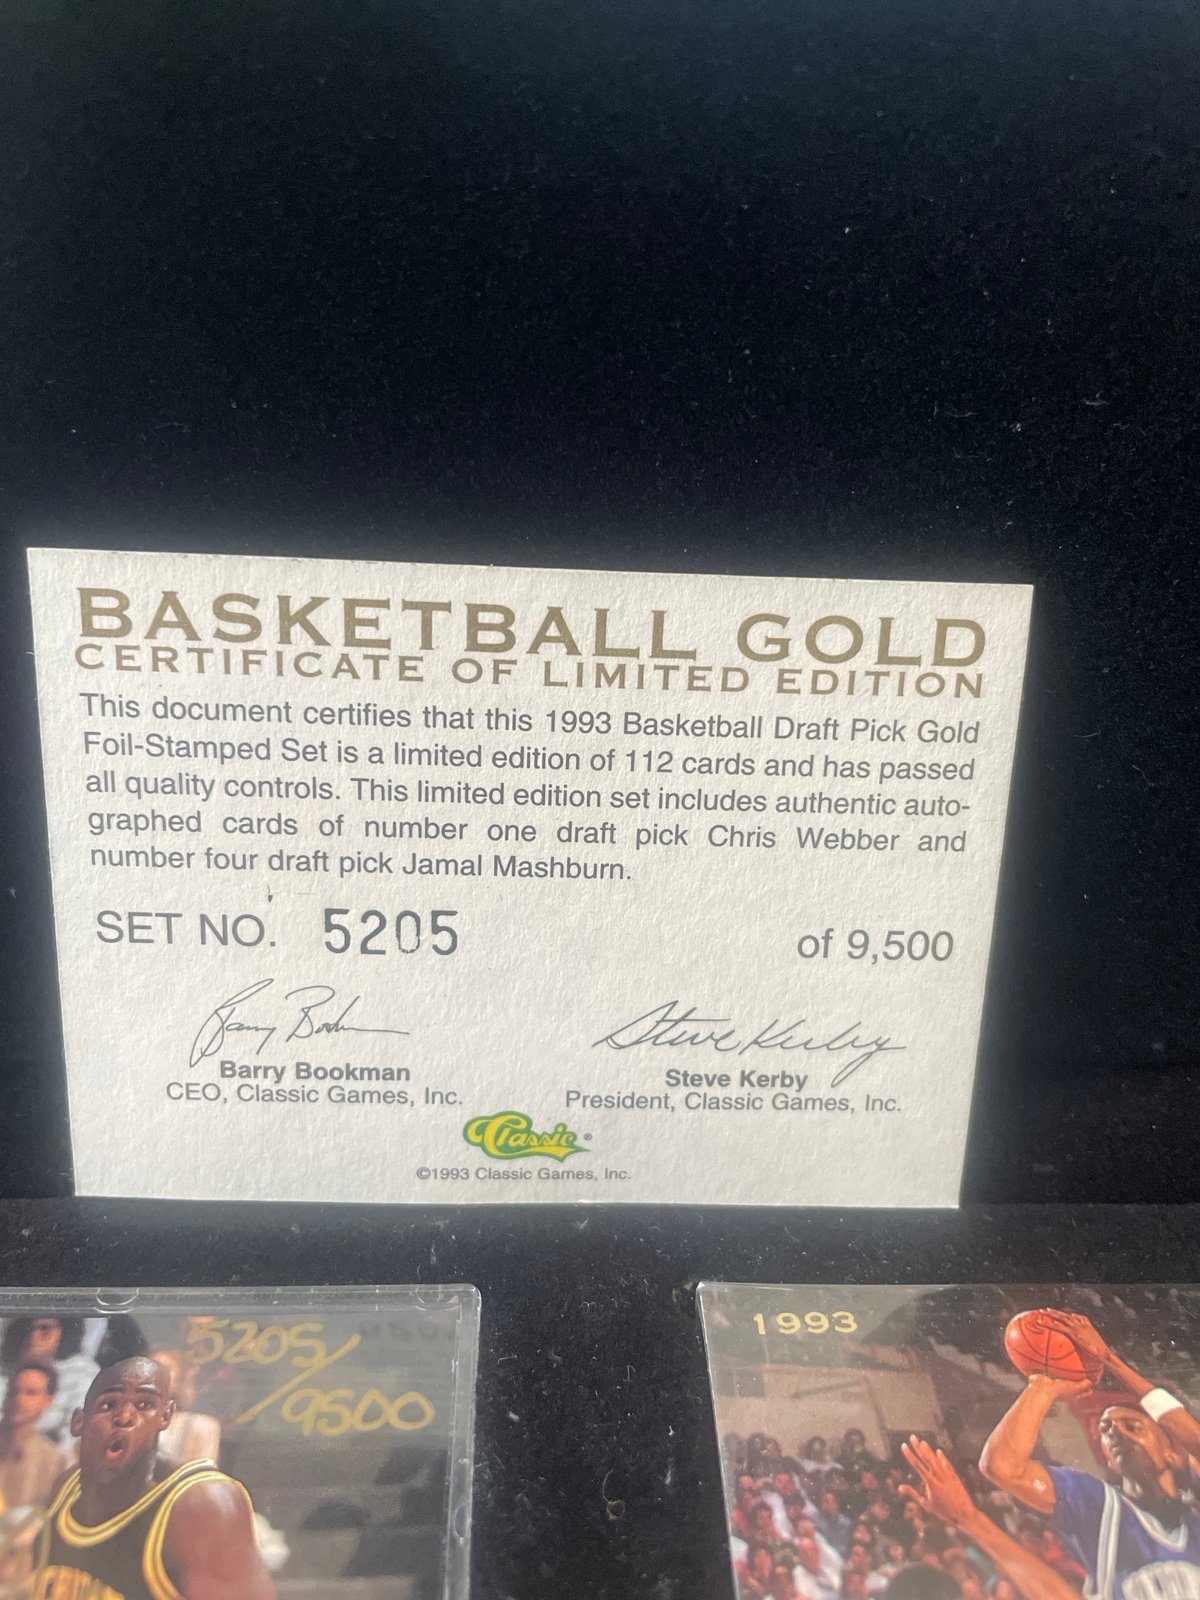 BASKETBALL GOLD
CERTIFICATE OF LIMITED EDITION
This document certifies that this 1993 Basketball Draft Pick Gold
Foil-Stamped Set is a limited edition of 112 cards and has passed
all quality controls. This limited edition set includes authentic auto-
graphed cards of number one draft pick Chris Webber and
number four draft pick Jamal Mashburn.
SET NO. 5205 of 9,500
Barry Bookman Steve Kerby
Barry Bookman
CEO, Classic Games, Inc.
Steve Kerby
President, Classic Games, Inc.
Classic®
©1993 Classic Games, Inc.
5205/
9500
1993